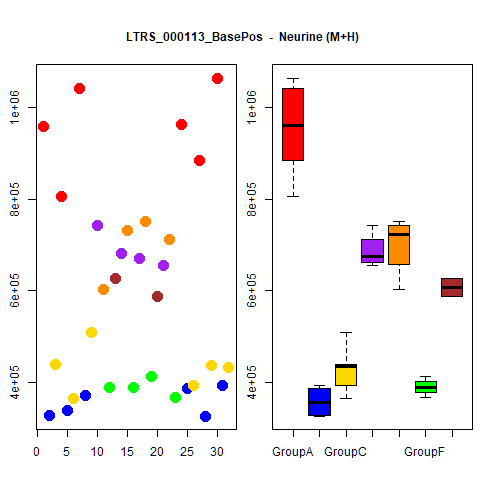 LTRS_000113_BasePos - Neurine (M+H)
1e+06
8e+05
6e+05
4e+05
0 5 10 15 20 25 30
1e+06
8e+05
6e+05
4e+05
GroupA GroupC GroupF